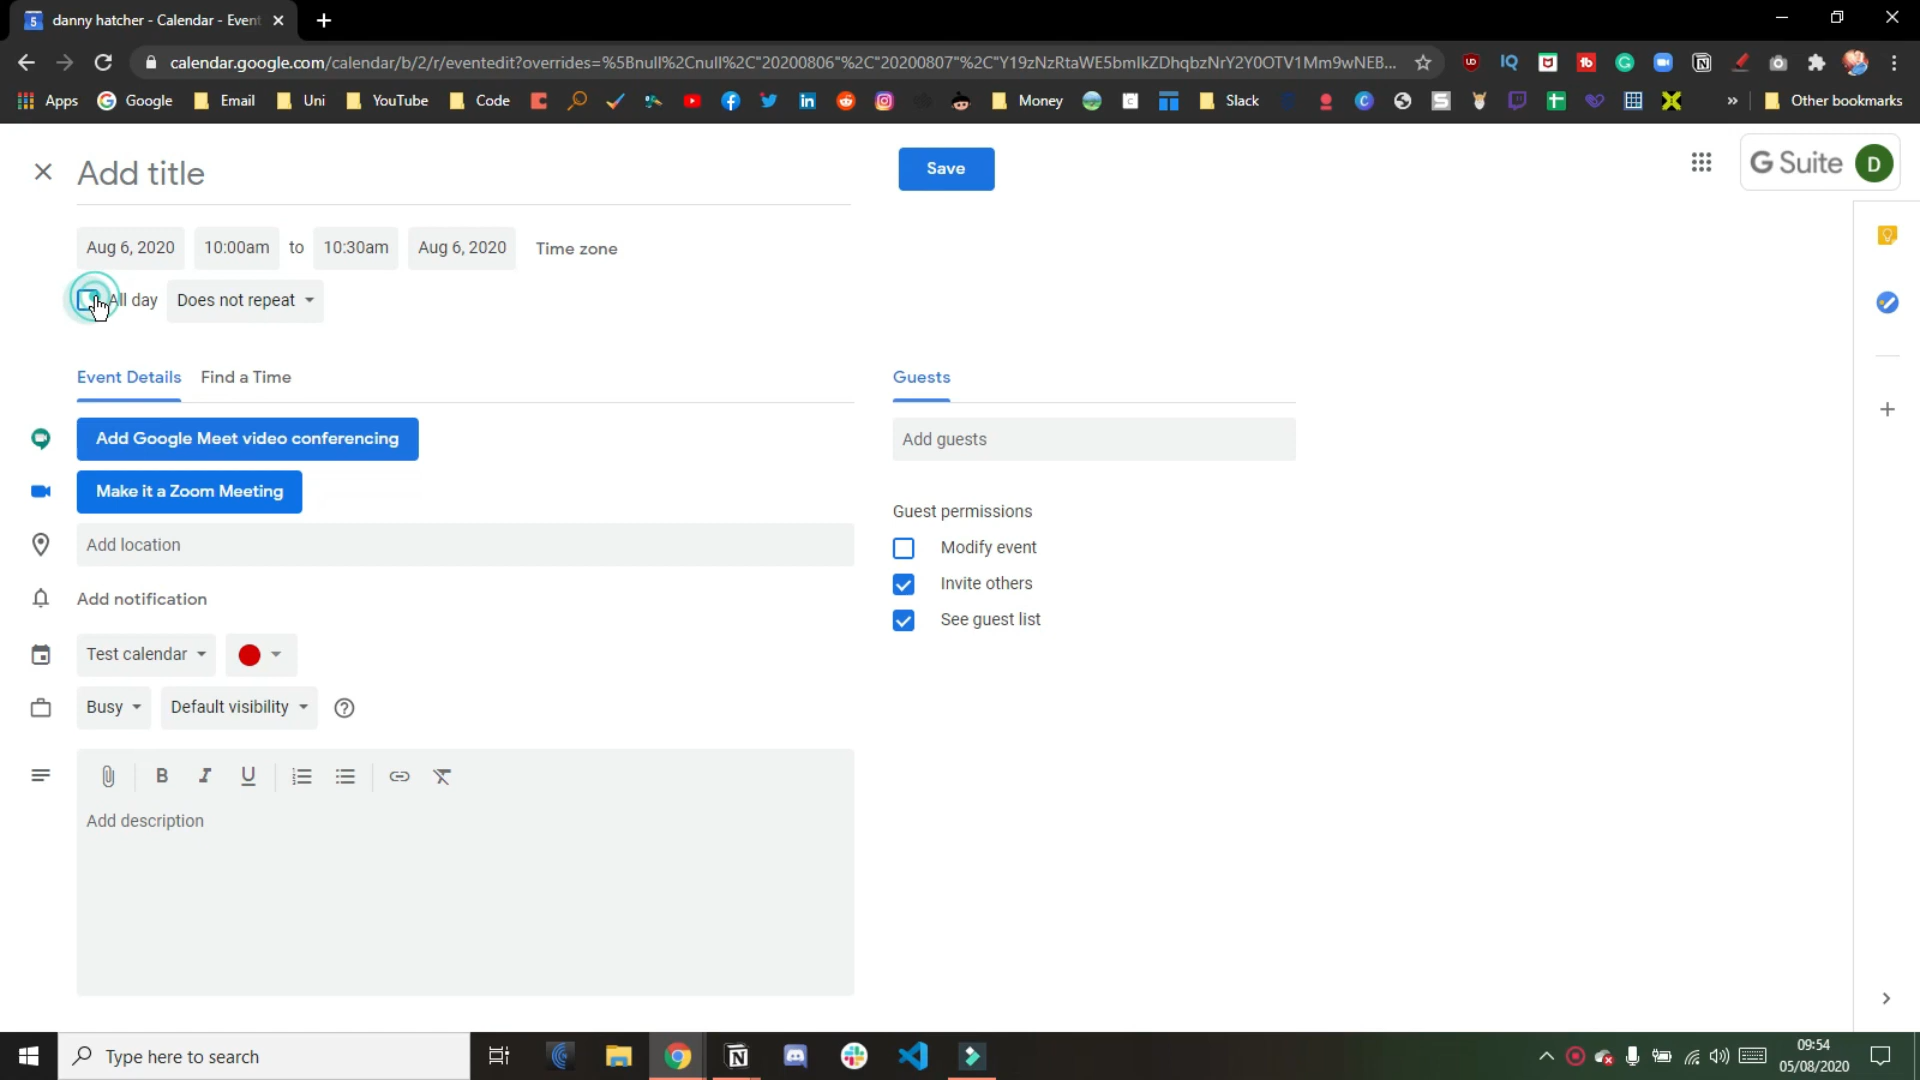 danny hatcher - Calendar - Event
calendar.google.com/calendar/b/2/r/eventedit?overrides=%5Bnull%2Cnull%2C"20200806"%2C"20200807"%2C"Y19zNzRtaWE5bmlkZDhqbzNrY2Y0OTV1Mm9wNEB...
Apps Google Email Uni YouTube Code Money Slack » Other bookmarks
Add title
Save
G Suite D
Aug 6, 2020 10:00am to 10:30am Aug 6, 2020 Time zone
All day Does not repeat
Event Details Find a Time
Guests
Add Google Meet video conferencing
Add guests
Make it a Zoom Meeting
Guest permissions
Add location
Modify event
Invite others
Add notification
See guest list
Test calendar
Busy Default visibility
B I U
Add description
Type here to search
09:54
05/08/2020